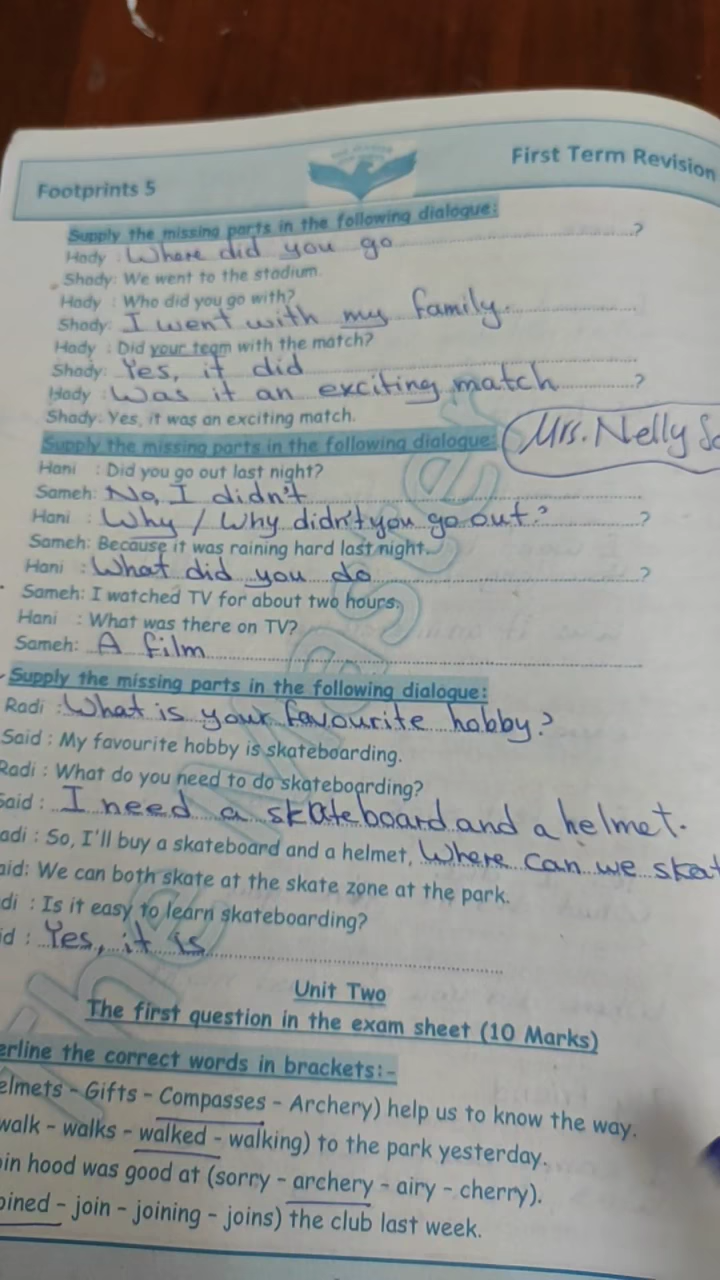 Footprints 5
First Term Revision
Supply the missing parts in the following dialogue:
Hady : Where did you go ?
Shady: We went to the stadium.
Hady : Who did you go with?
Shady: I went with my family.
Hady : Did your team with the match?
Shady: Yes, it did
Hady : Was it an exciting match ?
Shady: Yes, it was an exciting match.
Supply the missing parts in the following dialogue:
Mrs. Nelly
Hani : Did you go out last night?
Sameh: No, I didn't
Hani : Why / Why didn't you go out? ?
Sameh: Because it was raining hard last night.
Hani : What did you do ?
Sameh: I watched TV for about two hours.
Hani : What was there on TV?
Sameh: A film
Supply the missing parts in the following dialogue:
Radi : What is your favourite hobby?
Said : My favourite hobby is skateboarding.
Radi : What do you need to do skateboarding?
Said : I need a skateboard and a helmet.
adi : So, I'll buy a skateboard and a helmet, Where can we skat
aid: We can both skate at the skate zone at the park.
di : Is it easy to learn skateboarding?
id : Yes, it is
Unit Two
The first question in the exam sheet (10 Marks)
erline the correct words in brackets:-
elmets - Gifts - Compasses - Archery) help us to know the way.
walk - walks - walked - walking) to the park yesterday.
in hood was good at (sorry - archery - airy - cherry).
oined - join - joining - joins) the club last week.
The Master